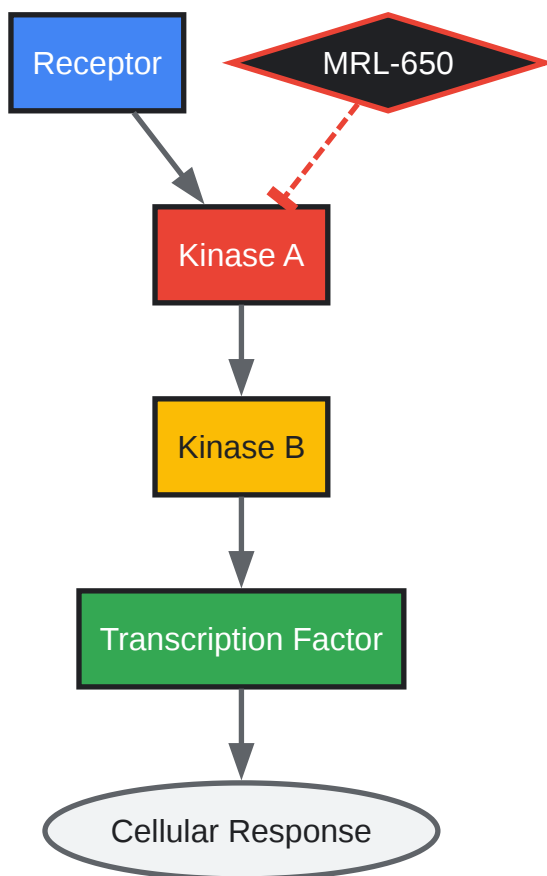 Receptor
MRL-650
Kinase A
Kinase B
Transcription Factor
Cellular Response